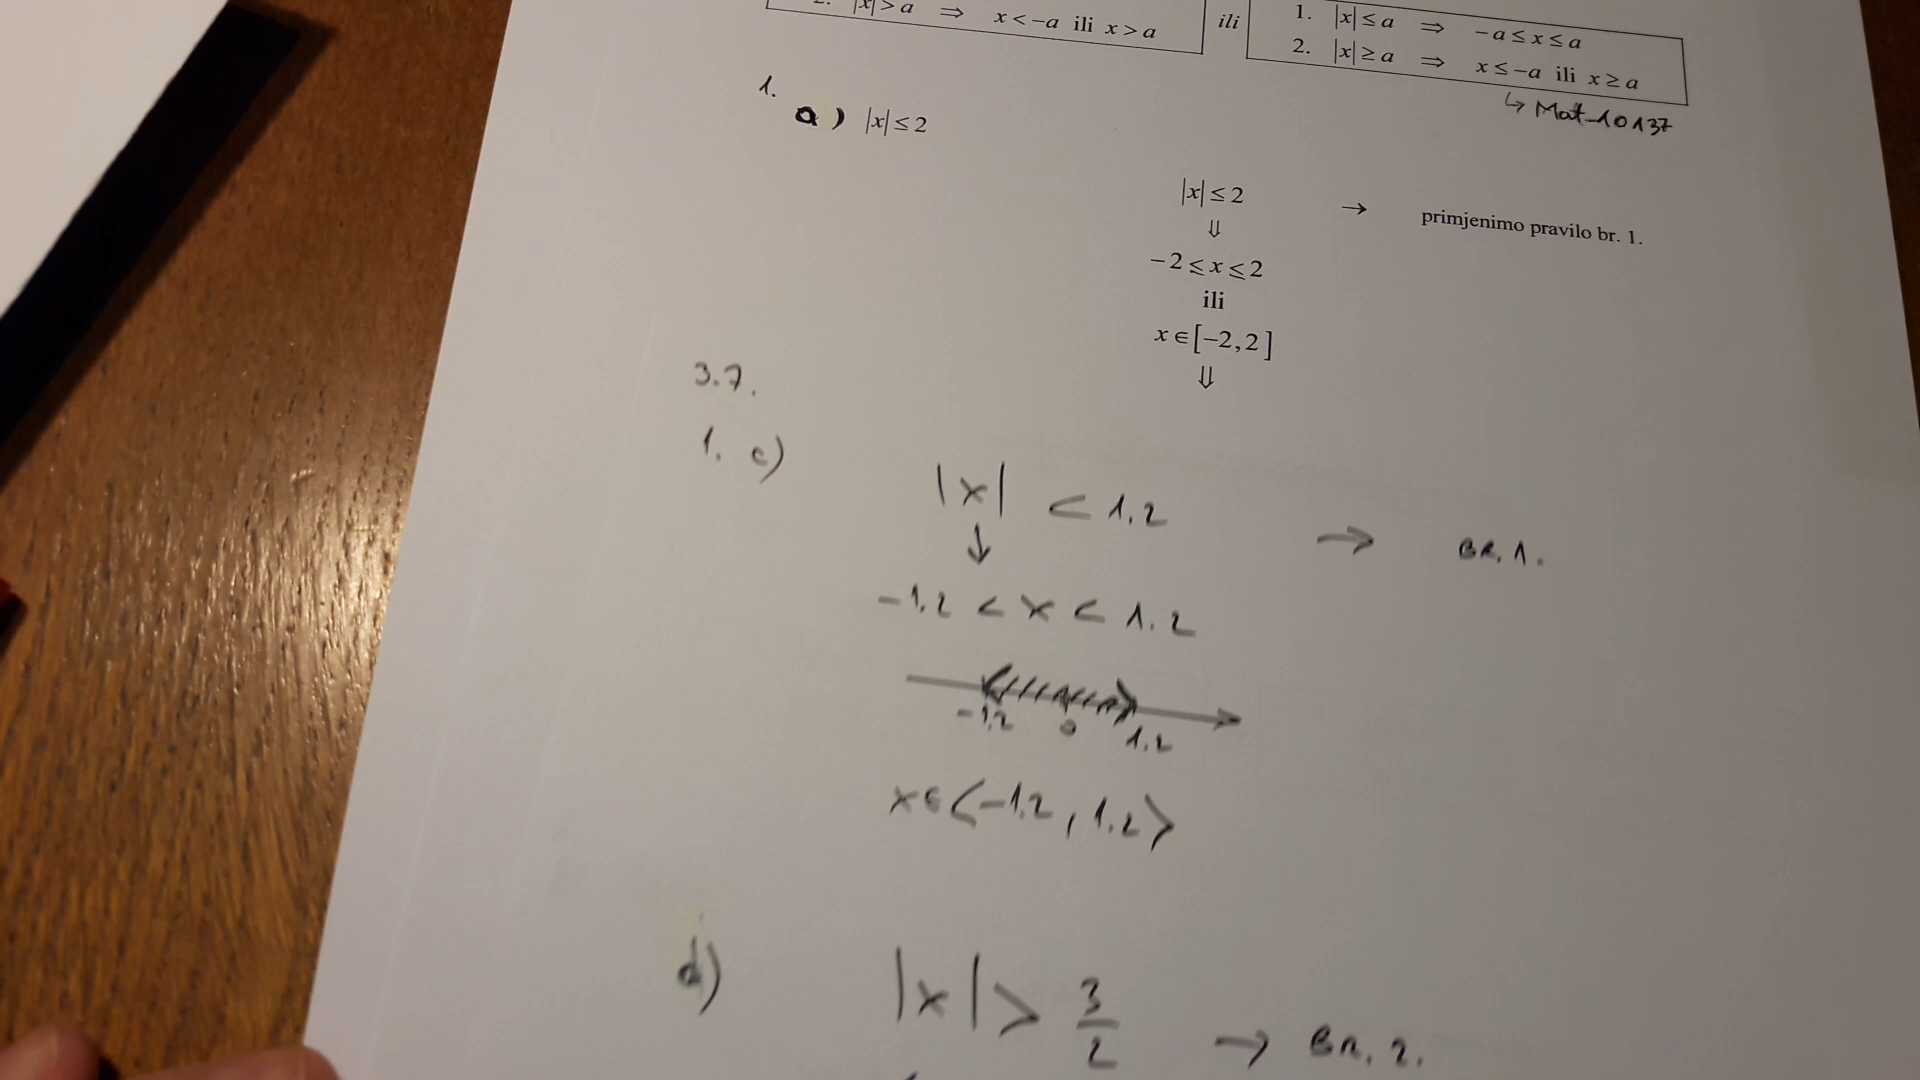 2. |x| > a ⇒ x < −a ili x > a
ili
1. |x| ≤ a ⇒ −a ≤ x ≤ a
2. |x| ≥ a ⇒ x ≤ −a ili x ≥ a
↳ Mat-10137
1.
a) |x| ≤ 2
|x| ≤ 2 → primjenimo pravilo br. 1.
⇓
−2 ≤ x ≤ 2
ili
x ∈ [−2, 2]
⇓
3.7.
1. c)
|x| < 1.2 → BR. 1.
↓
−1.2 < x < 1.2
−1.2 0 1.2
x ∈ ⟨−1.2, 1.2⟩
d) |x| > 3/2 → BR. 2.